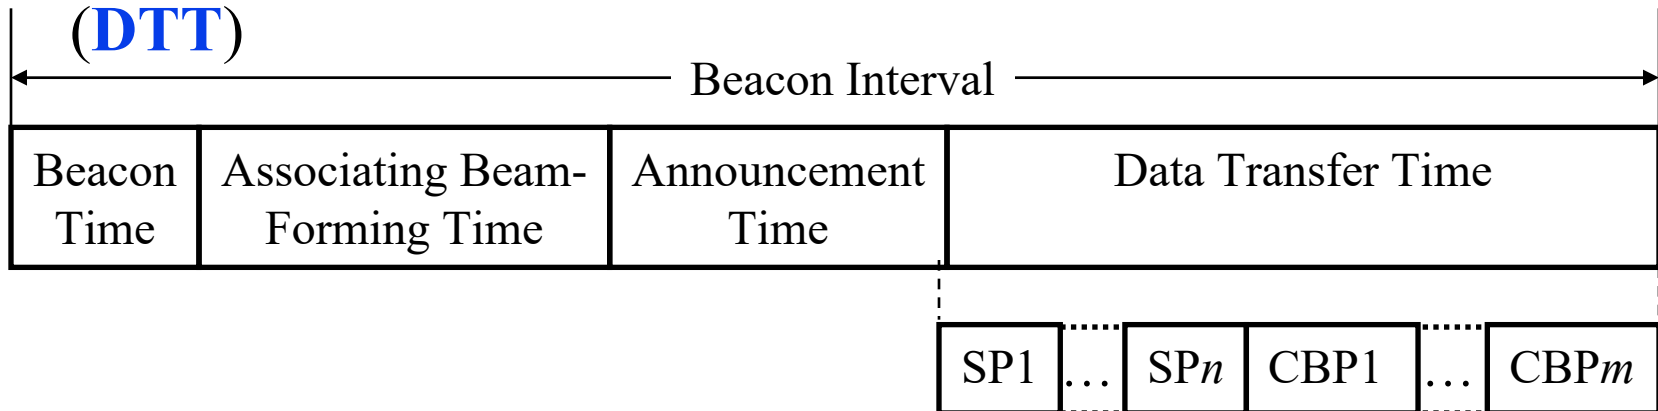 (DTT)
Beacon Interval
Beacon
Time
Associating Beam-
Forming Time
Announcement
Time
Data Transfer Time
SP1 ... SPn CBP1 ... CBPm